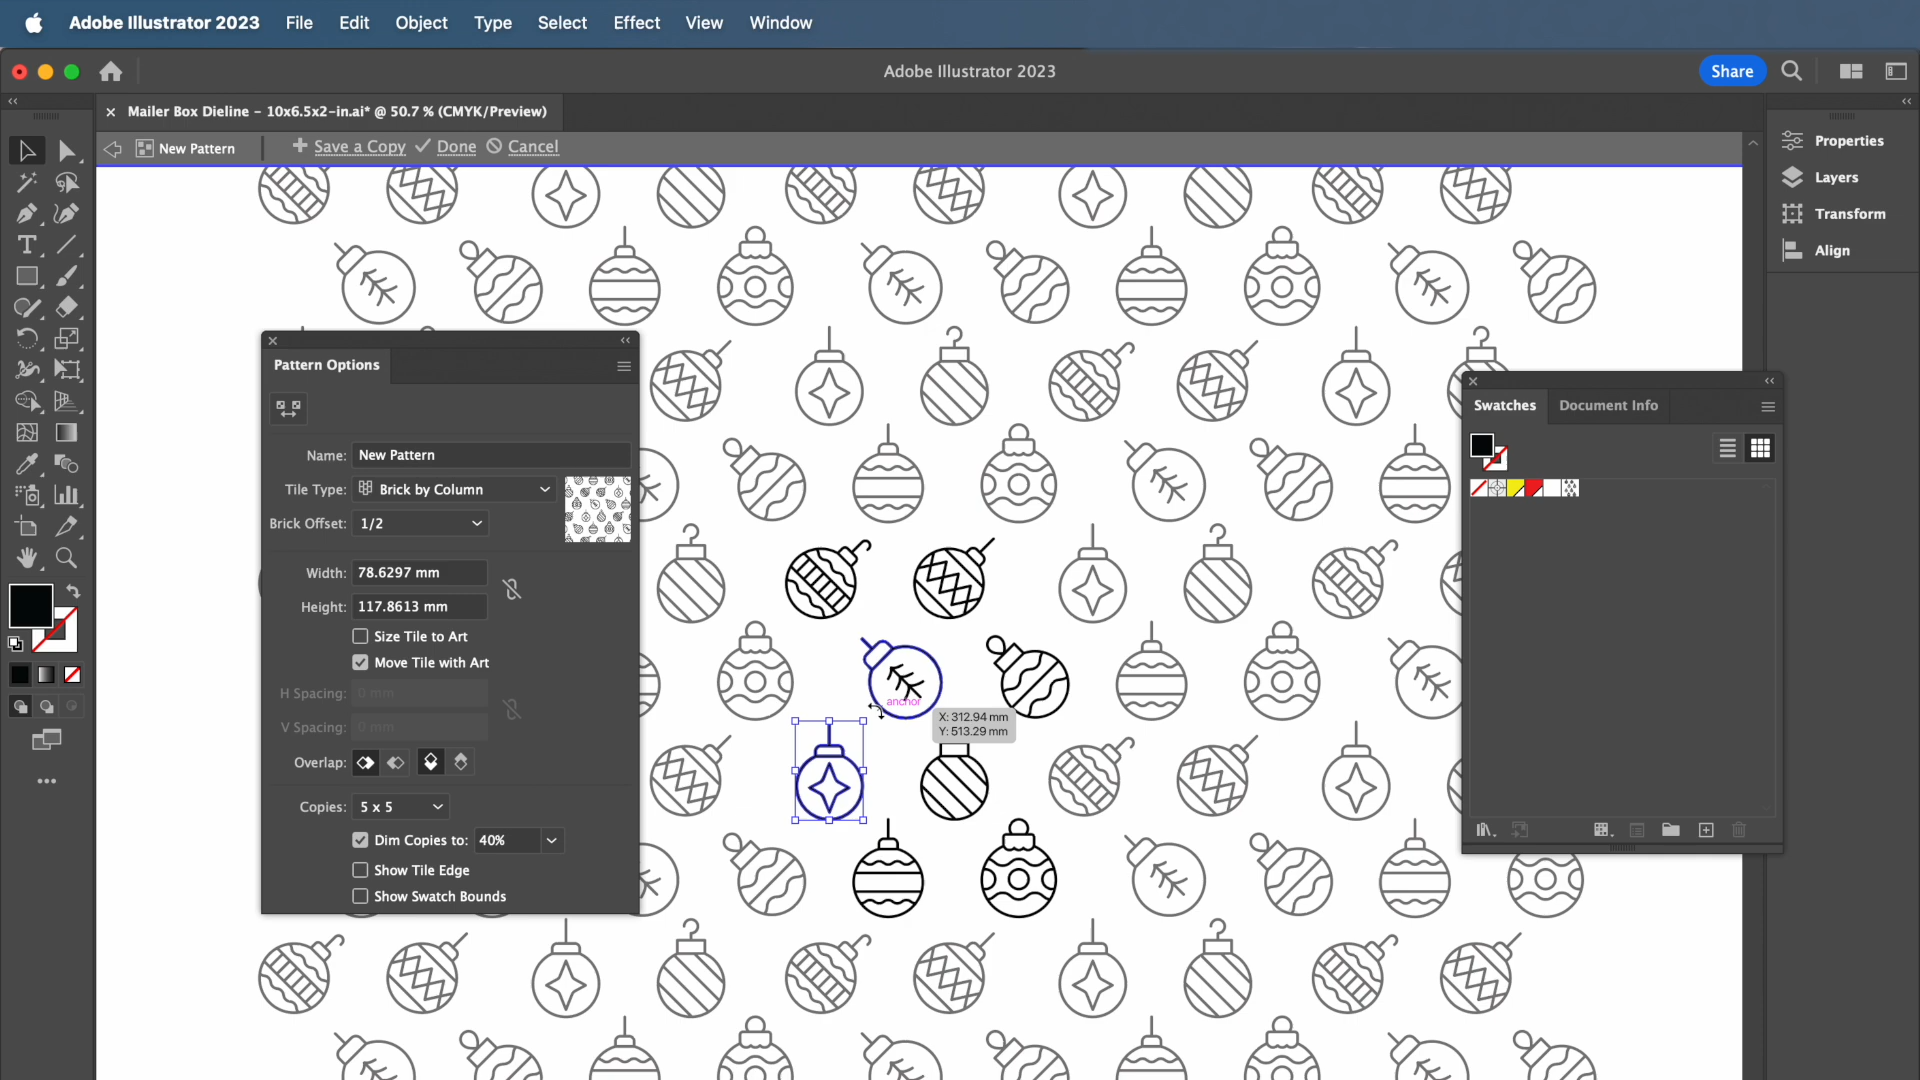 Adobe Illustrator 2023 File Edit Object Type Select Effect View Window
Adobe Illustrator 2023
Share
Mailer Box Dieline – 10x6.5x2-in.ai* @ 50.7 % (CMYK/Preview)
New Pattern
Save a Copy Done Cancel
Properties
Layers
Transform
Align
Pattern Options
Name: New Pattern
Tile Type: Brick by Column
Brick Offset: 1/2
Width: 78.6297 mm
Height: 117.8613 mm
Size Tile to Art
Move Tile with Art
H Spacing: 0 mm
V Spacing: 0 mm
Overlap:
Copies: 5 x 5
Dim Copies to: 40%
Show Tile Edge
Show Swatch Bounds
anchor
X: 312.94 mm
Y: 513.29 mm
Swatches Document Info